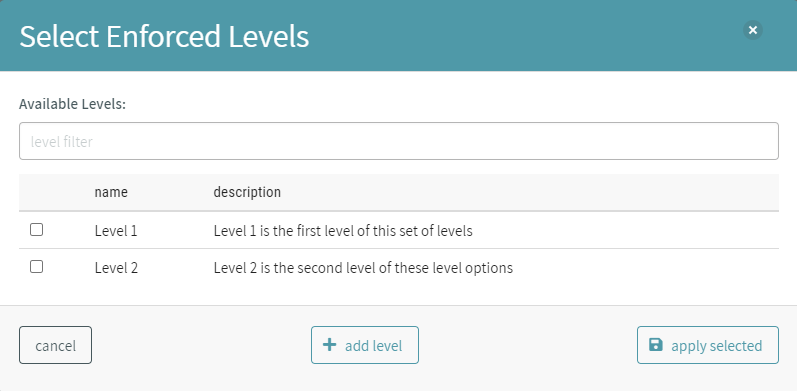 Select Enforced Levels
Available Levels:
level filter
name description
Level 1 Level 1 is the first level of this set of levels
Level 2 Level 2 is the second level of these level options
cancel add level apply selected